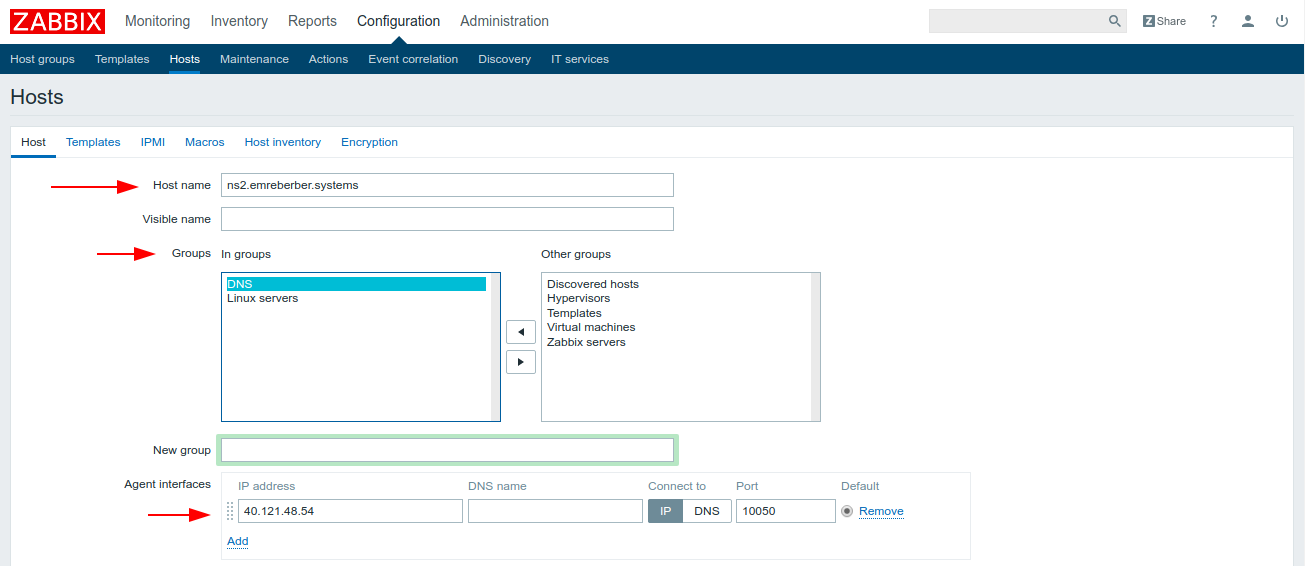 ZABBIX Monitoring Inventory Reports Configuration Administration Z Share ?
Host groups Templates Hosts Maintenance Actions Event correlation Discovery IT services
Hosts
Host Templates IPMI Macros Host inventory Encryption
Host name ns2.emreberber.systems
Visible name
Groups In groups Other groups
DNS Discovered hosts
Linux servers Hypervisors
Templates
Virtual machines
Zabbix servers
New group
Agent interfaces IP address DNS name Connect to Port Default
40.121.48.54 IP DNS 10050 Remove
Add